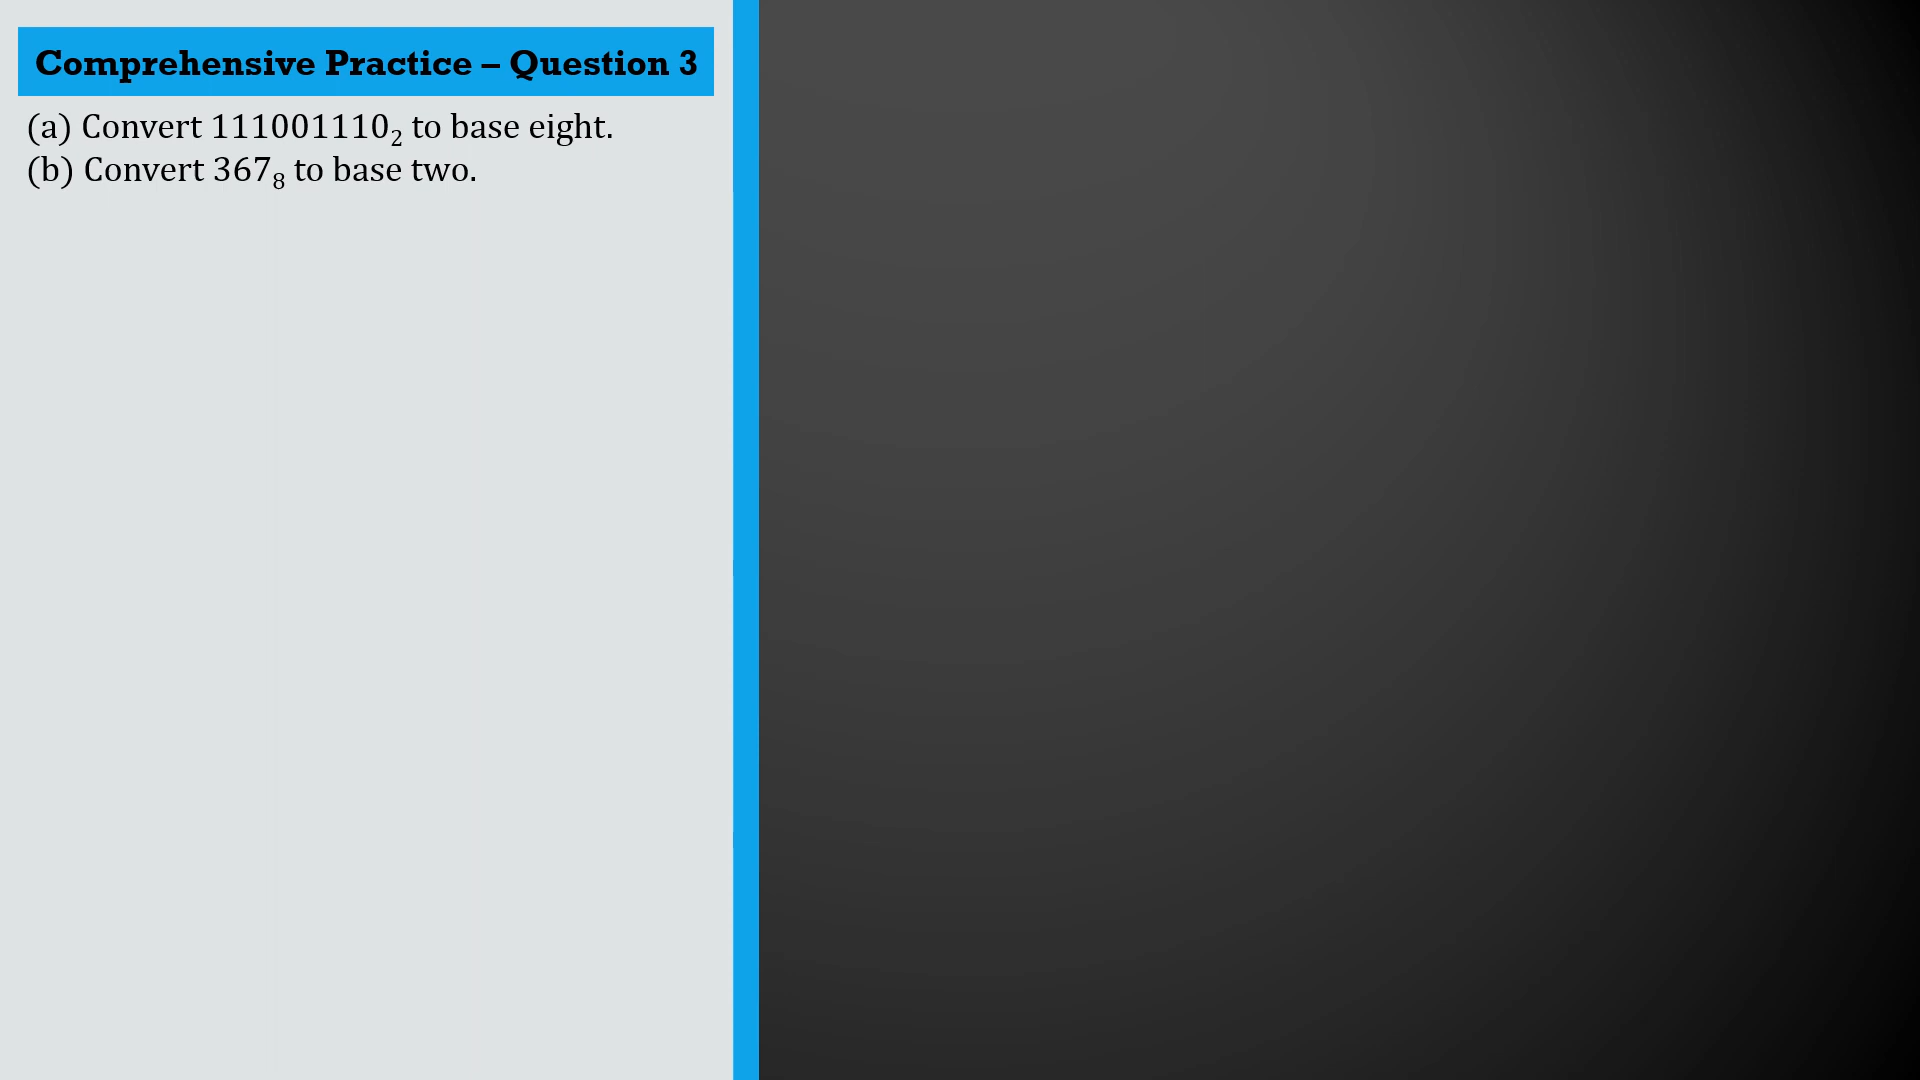 Comprehensive Practice – Question 3
(a) Convert 111001110₂ to base eight.
(b) Convert 367₈ to base two.